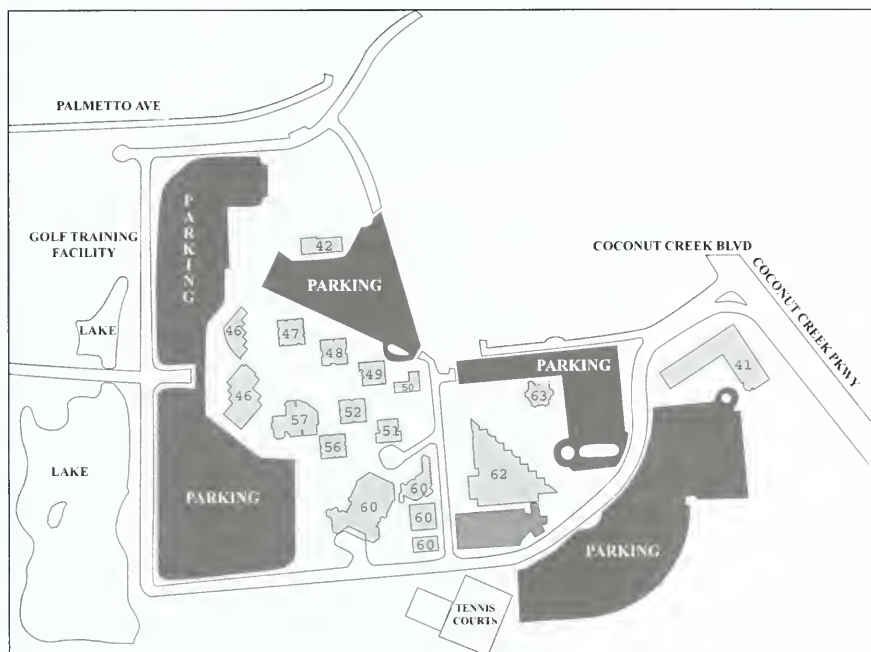 PALMETTO AVE
PARKING
GOLF TRAINING
FACILITY
42
COCONUT CREEK BLVD
COCONUT CREEK PKWY
PARKING
LAKE
46
47
48
49
50
PARKING
41
63
46
57
52
51
56
LAKE
PARKING
62
60
60
60
60
PARKING
TENNIS
COURTS